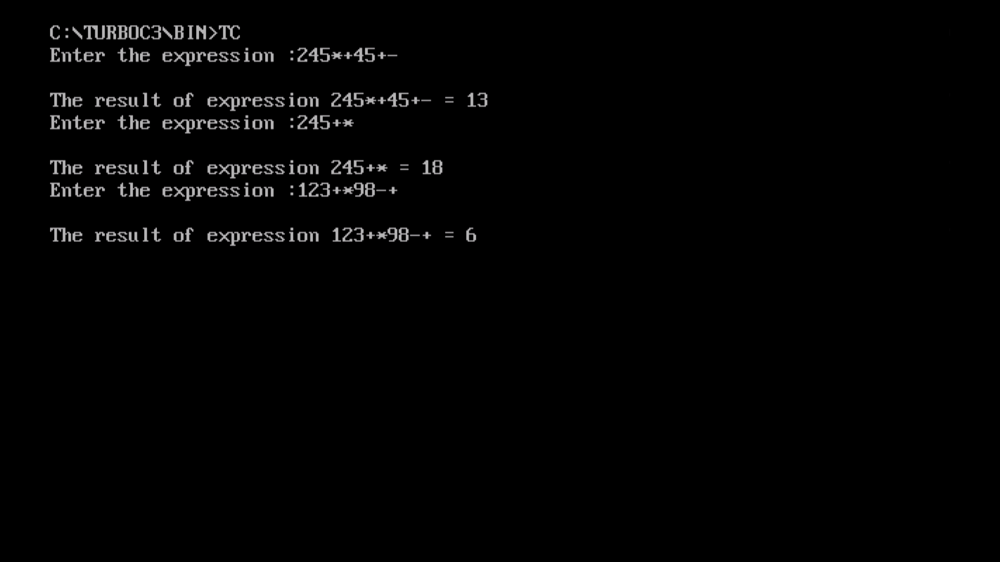 C:\TURBOC3\BIN>TC
Enter the expression :245*+45+-
The result of expression 245*+45+- = 13
Enter the expression :245+*
The result of expression 245+* = 18
Enter the expression :123+*98-+
The result of expression 123+*98-+ = 6